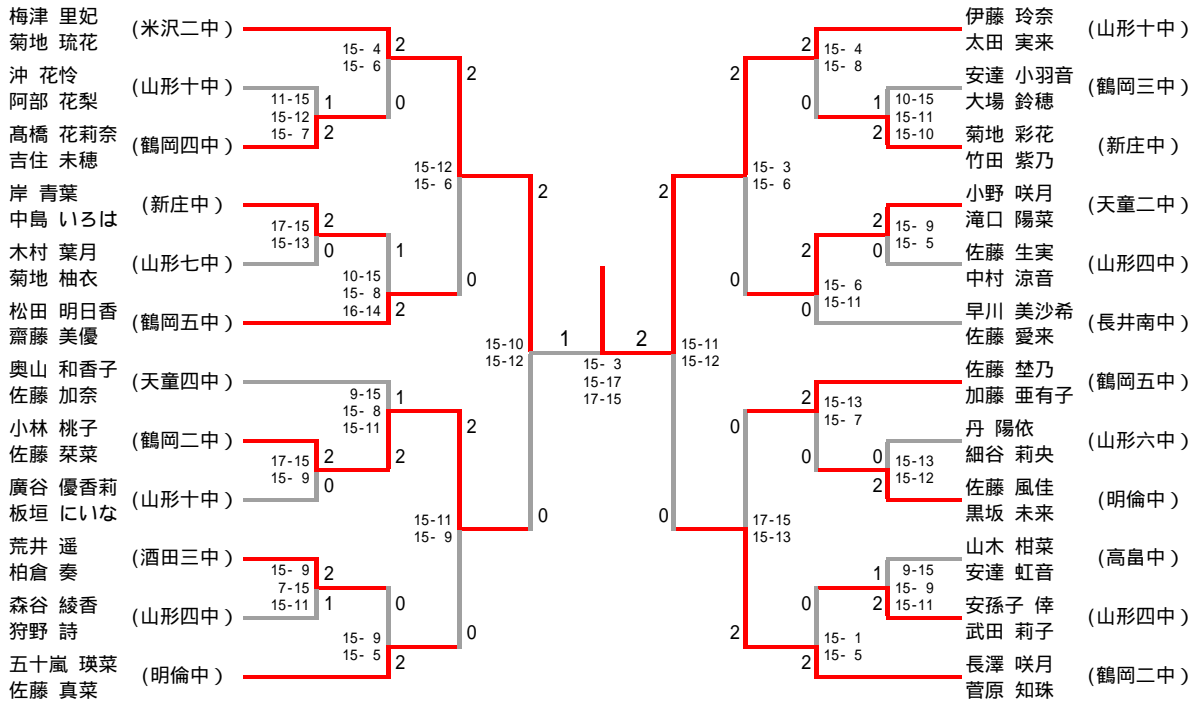 梅津 里妃
菊地 琉花
(米沢二中)
沖 花怜
阿部 花梨
(山形十中)
髙橋 花莉奈
吉住 未穂
(鶴岡四中)
岸 青葉
中島 いろは
(新庄中)
木村 葉月
菊地 柚衣
(山形七中)
松田 明日香
齋藤 美優
(鶴岡五中)
奥山 和香子
佐藤 加奈
(天童四中)
小林 桃子
佐藤 栞菜
(鶴岡二中)
廣谷 優香莉
板垣 にいな
(山形十中)
荒井 遥
柏倉 奏
(酒田三中)
森谷 綾香
狩野 詩
(山形四中)
五十嵐 瑛菜
佐藤 真菜
(明倫中)
15- 4
15- 6
2
0
11-15
15-12
15- 7
1
2
15-12
15- 6
2
0
17-15
15-13
2
0
10-15
15- 8
16-14
1
2
15-10
15-12
2
0
9-15
15- 8
15-11
1
2
17-15
15- 9
2
0
15-11
15- 9
2
0
15- 9
7-15
15-11
2
1
15- 9
15- 5
0
2
1
2
15- 3
15-17
17-15
15-11
15-12
2
0
15- 3
15- 6
2
0
15- 4
15- 8
2
0
10-15
15-11
15-10
1
2
15- 9
15- 5
2
0
15- 6
15-11
2
0
17-15
15-13
0
2
15-13
15- 7
2
0
15-13
15-12
0
2
9-15
15- 9
15-11
1
2
15- 1
15- 5
0
2
伊藤 玲奈
太田 実来
(山形十中)
安達 小羽音
大場 鈴穂
(鶴岡三中)
菊地 彩花
竹田 紫乃
(新庄中)
小野 咲月
滝口 陽菜
(天童二中)
佐藤 生実
中村 涼音
(山形四中)
早川 美沙希
佐藤 愛来
(長井南中)
佐藤 埜乃
加藤 亜有子
(鶴岡五中)
丹 陽依
細谷 莉央
(山形六中)
佐藤 風佳
黒坂 未来
(明倫中)
山木 柑菜
安達 虹音
(高畠中)
安孫子 倖
武田 莉子
(山形四中)
長澤 咲月
菅原 知珠
(鶴岡二中)